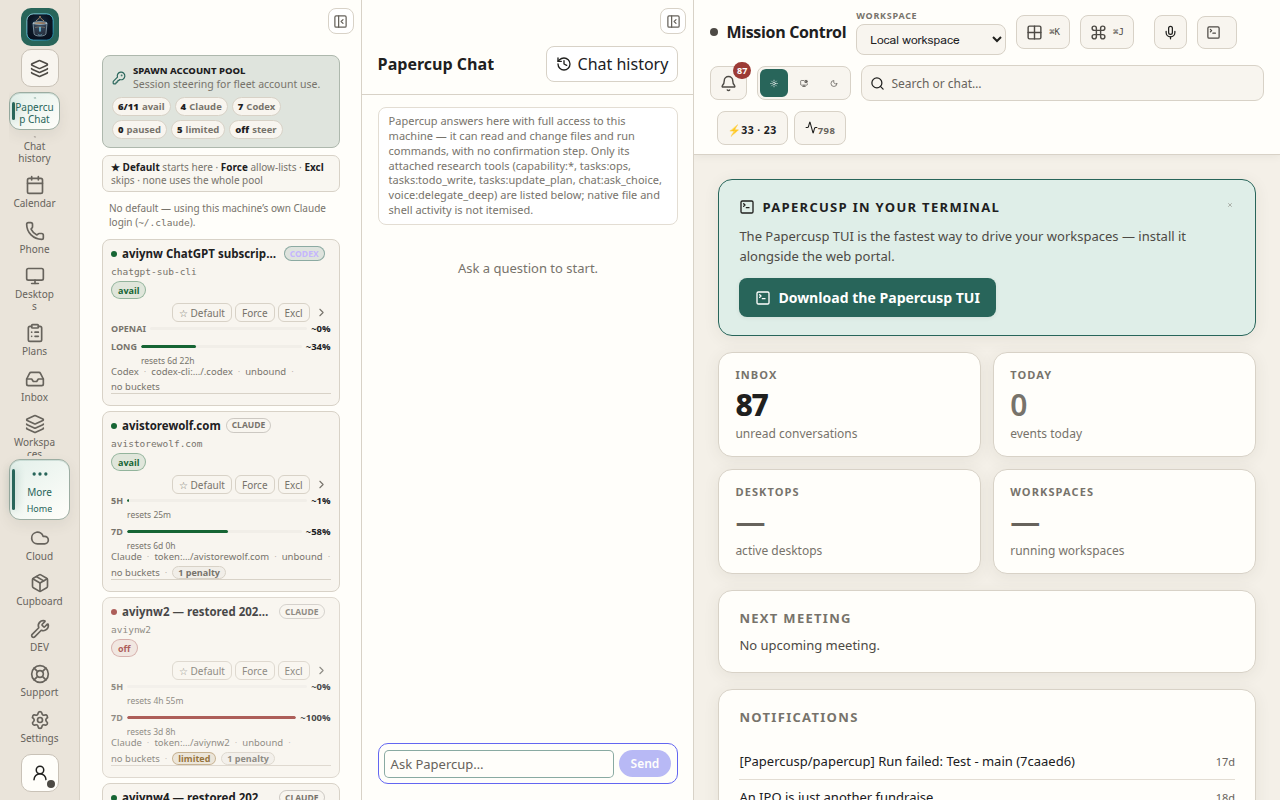 Papercu
p Chat
Chat
history
Calendar
Phone
Desktop
s
Plans
Inbox
Workspa
ces
More
Home
Cloud
Cupboard
DEV
Support
Settings
SPAWN ACCOUNT POOL
Session steering for fleet account use.
6/11 avail 4 Claude 7 Codex
0 paused 5 limited off steer
★ Default starts here · Force allow-lists · Excl
skips · none uses the whole pool
No default — using this machine's own Claude
login (~/.claude).
aviynw ChatGPT subscrip... CODEX
chatgpt-sub-cli
avail
☆ Default Force Excl
OPENAI ~0%
LONG ~34%
resets 6d 22h
Codex · codex-cli:.../.codex · unbound ·
no buckets
avistorewolf.com CLAUDE
avistorewolf.com
avail
☆ Default Force Excl
5H ~1%
resets 25m
7D ~58%
resets 6d 0h
Claude · token:.../avistorewolf.com · unbound ·
no buckets · 1 penalty
aviynw2 — restored 202... CLAUDE
aviynw2
off
☆ Default Force Excl
5H ~0%
resets 4h 55m
7D ~100%
resets 3d 8h
Claude · token:.../aviynw2 · unbound ·
no buckets · limited 1 penalty
aviynw4 — restored 202... CLAUDE
Papercup Chat
Chat history
Papercup answers here with full access to this
machine — it can read and change files and run
commands, with no confirmation step. Only its
attached research tools (capability:*, tasks:ops,
tasks:todo_write, tasks:update_plan, chat:ask_choice,
voice:delegate_deep) are listed below; native file and
shell activity is not itemised.
Ask a question to start.
Ask Papercup...
Send
Mission Control
WORKSPACE
Local workspace
⌘K
⌘J
87
Search or chat...
⚡33 · 23
798
PAPERCUSP IN YOUR TERMINAL
×
The Papercusp TUI is the fastest way to drive your workspaces — install it
alongside the web portal.
Download the Papercusp TUI
INBOX
87
unread conversations
TODAY
0
events today
DESKTOPS
—
active desktops
WORKSPACES
—
running workspaces
NEXT MEETING
No upcoming meeting.
NOTIFICATIONS
[Papercusp/papercup] Run failed: Test - main (7caaed6) 17d
An IPO is just another fundraise 18d